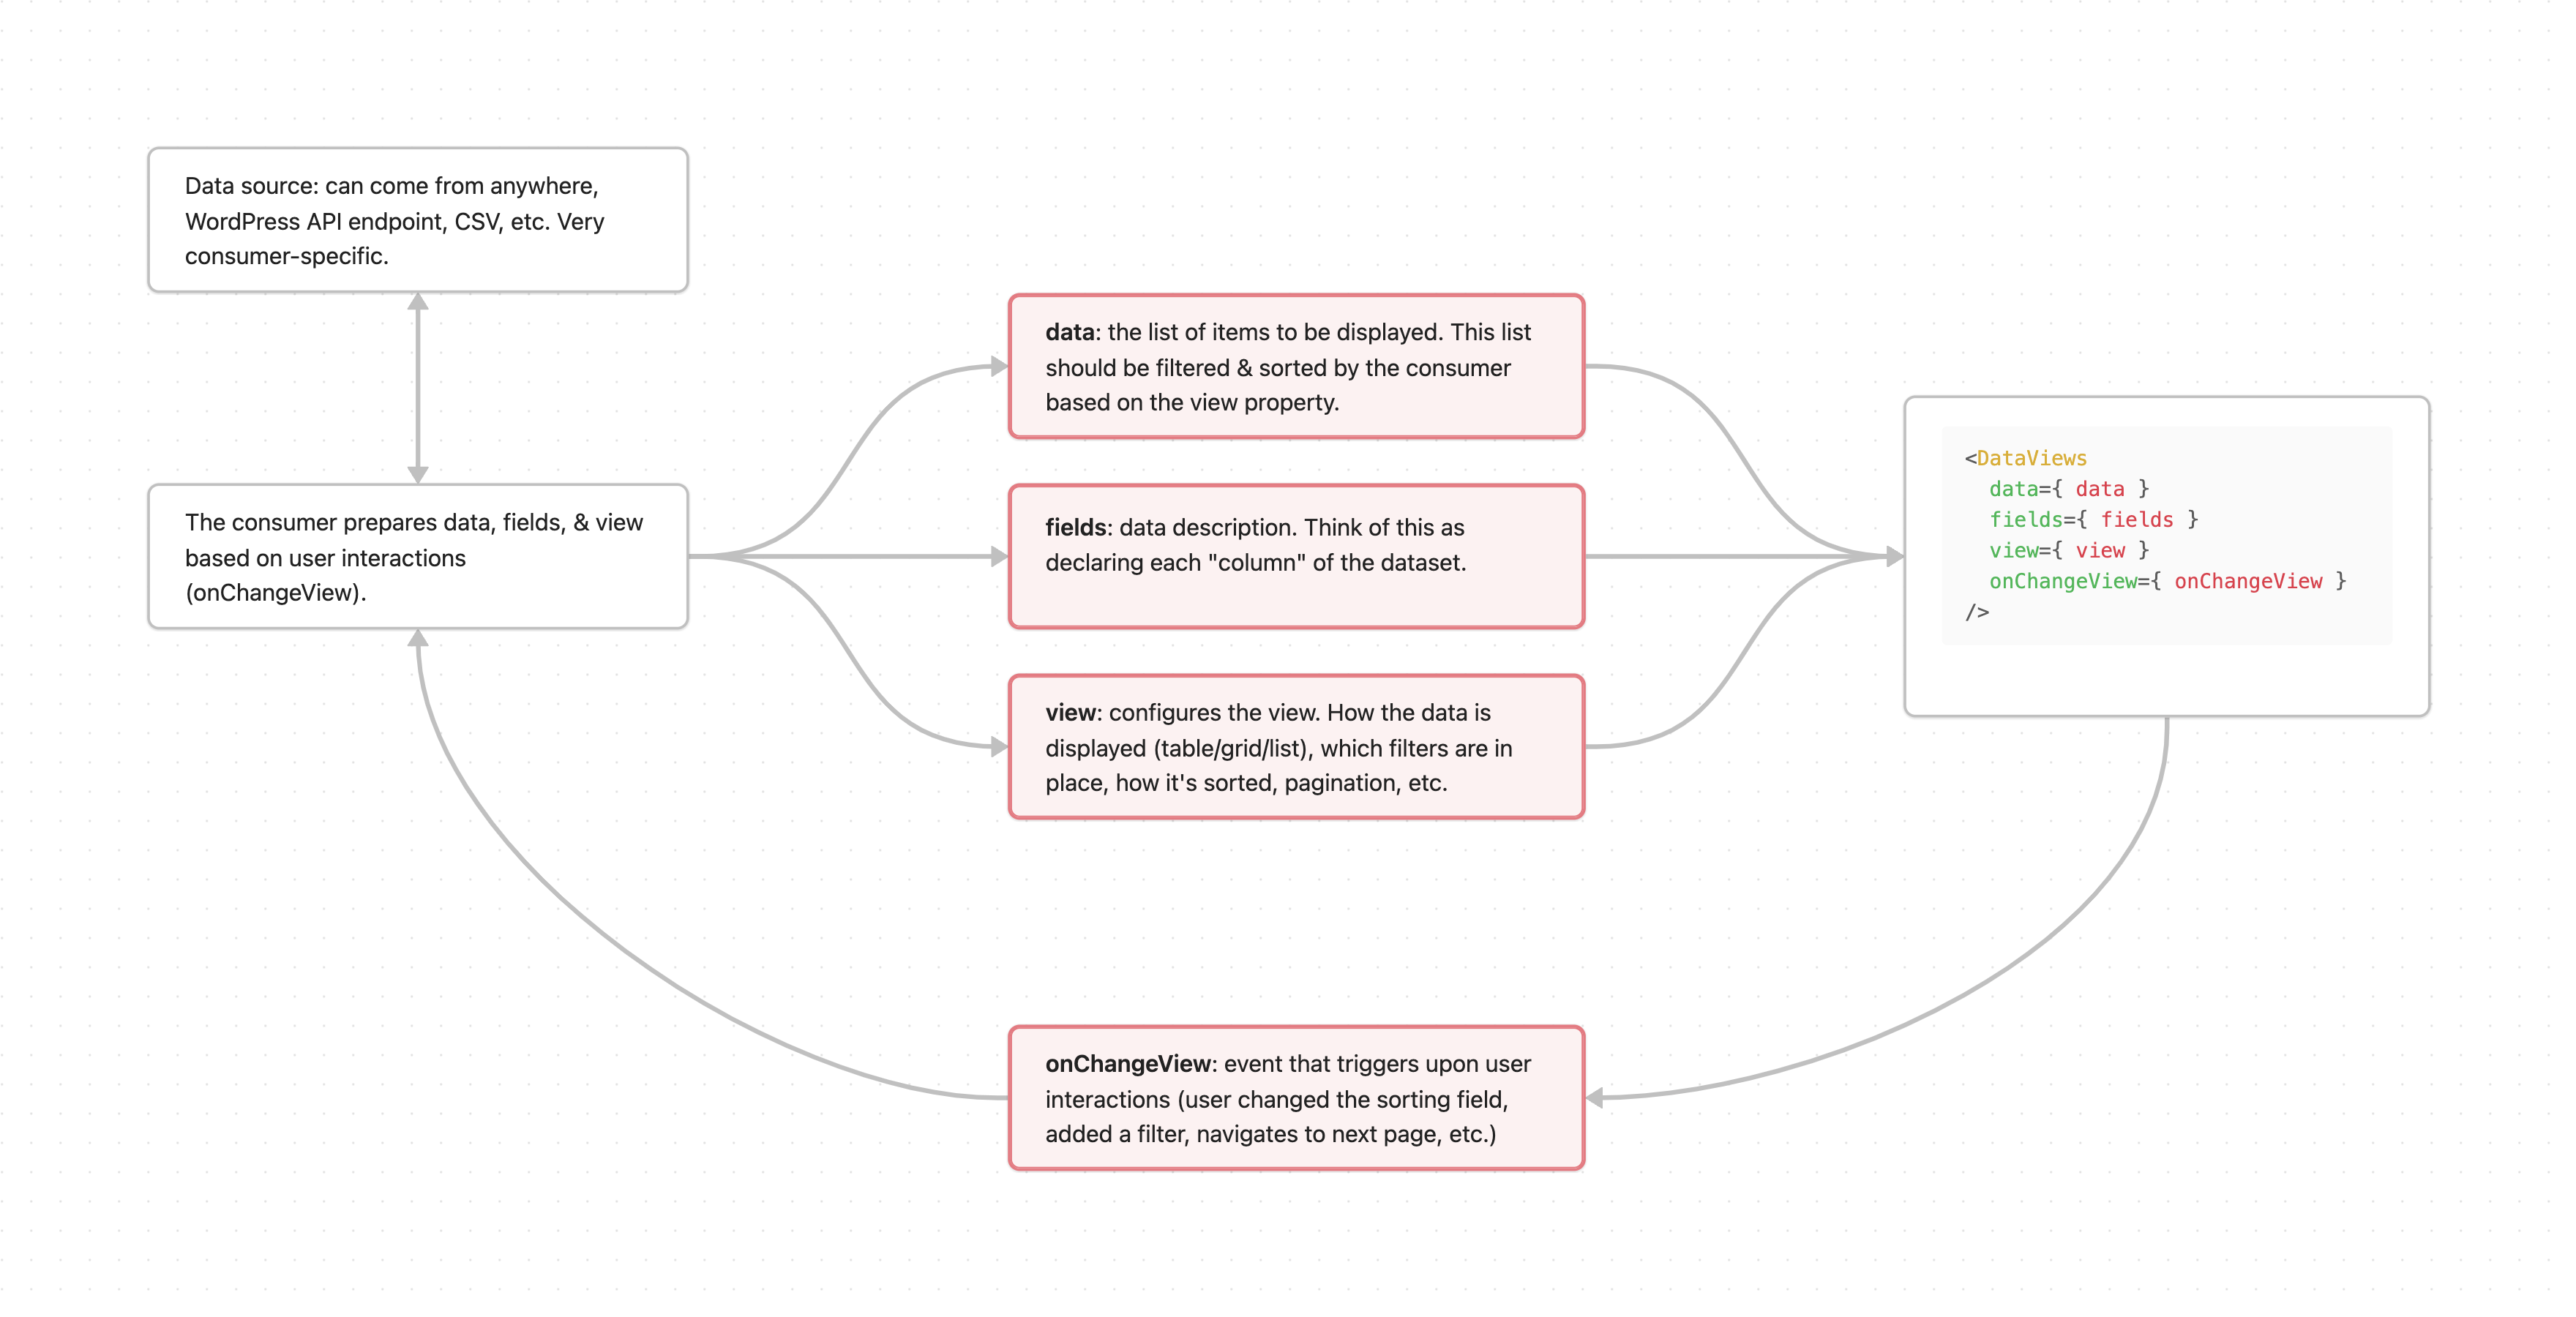 Data source: can come from anywhere,
WordPress API endpoint, CSV, etc. Very
consumer-specific.
The consumer prepares data, fields, & view
based on user interactions
(onChangeView).
data: the list of items to be displayed. This list
should be filtered & sorted by the consumer
based on the view property.
fields: data description. Think of this as
declaring each "column" of the dataset.
view: configures the view. How the data is
displayed (table/grid/list), which filters are in
place, how it's sorted, pagination, etc.
<DataViews
  data={ data }
  fields={ fields }
  view={ view }
  onChangeView={ onChangeView }
/>
onChangeView: event that triggers upon user
interactions (user changed the sorting field,
added a filter, navigates to next page, etc.)